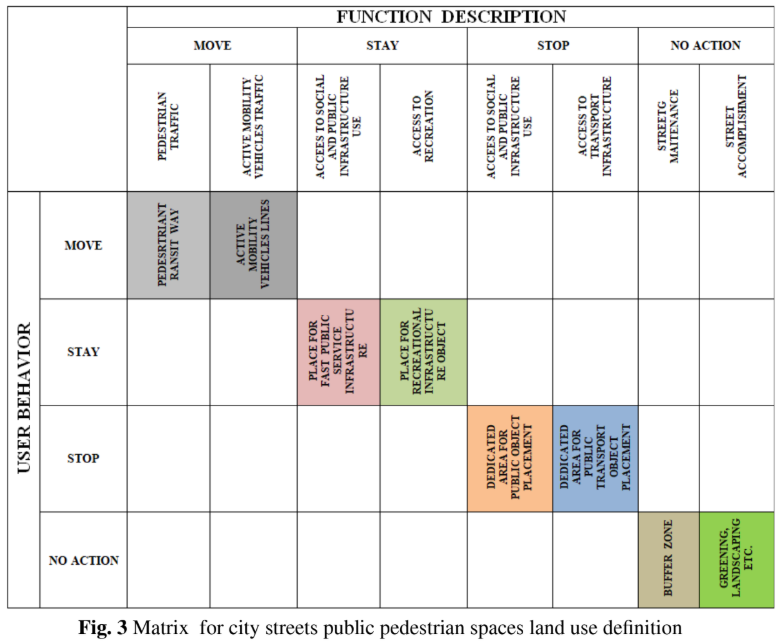 FUNCTION DESCRIPTION
MOVE
STAY
STOP
NO ACTION
PEDESTRIAN
TRAFFIC
ACTIVE MOBILITY
VEHICLES TRAFFIC
ACCEES TO SOCIAL
AND PUBLIC
INFRASTRUCTURE
USE
ACCESS TO
RECREATION
ACCEES TO SOCIAL
AND PUBLIC
INFRASTRUCTURE
USE
ACCESS TO
TRANSPORT
INFRASTRUCTURE
STREETG
MAITENANCE
STREET
ACCOMPLISHMENT
USER BEHAVIOR
MOVE
PEDESRTRIANT
RANSIT WAY
ACTIVE
MOBILITY
VEHICLES LINES
STAY
PLACE FOR
FAST PUBLIC
SERVICE
INFRASTRUCTU
RE
PLACE FOR
RECREATIONAL
INFRASTRUCTU
RE OBJECT
STOP
DEDICATED
AREA FOR
PUBLIC OBJECT
PLACEMENT
DEDICATED
AREA FOR
PUBLIC
TRANSPORT
OBJECT
PLACEMENT
NO ACTION
BUFFER ZONE
GREENING,
LANDSCAPING
ETC.
Fig. 3 Matrix for city streets public pedestrian spaces land use definition